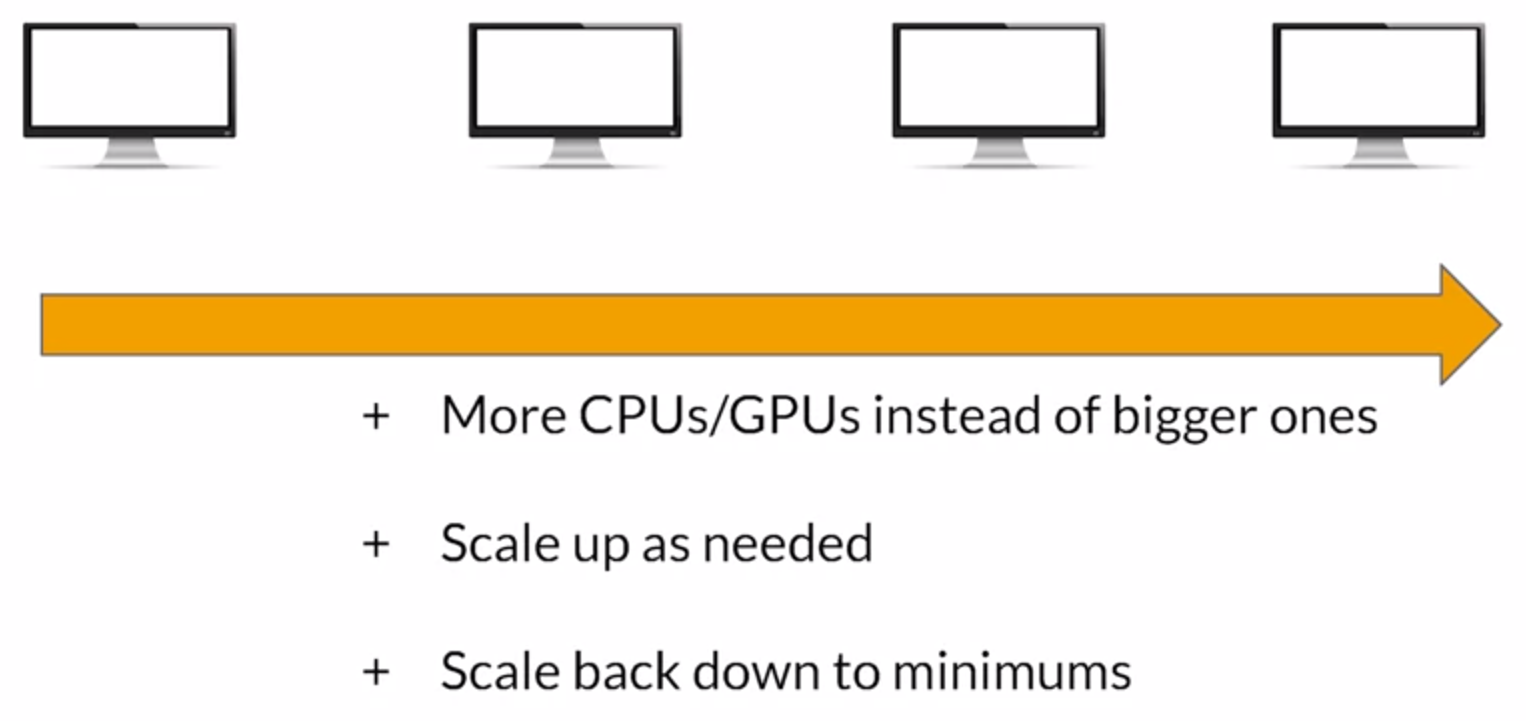 + More CPUs/GPUs instead of bigger ones
+ Scale up as needed
+ Scale back down to minimums